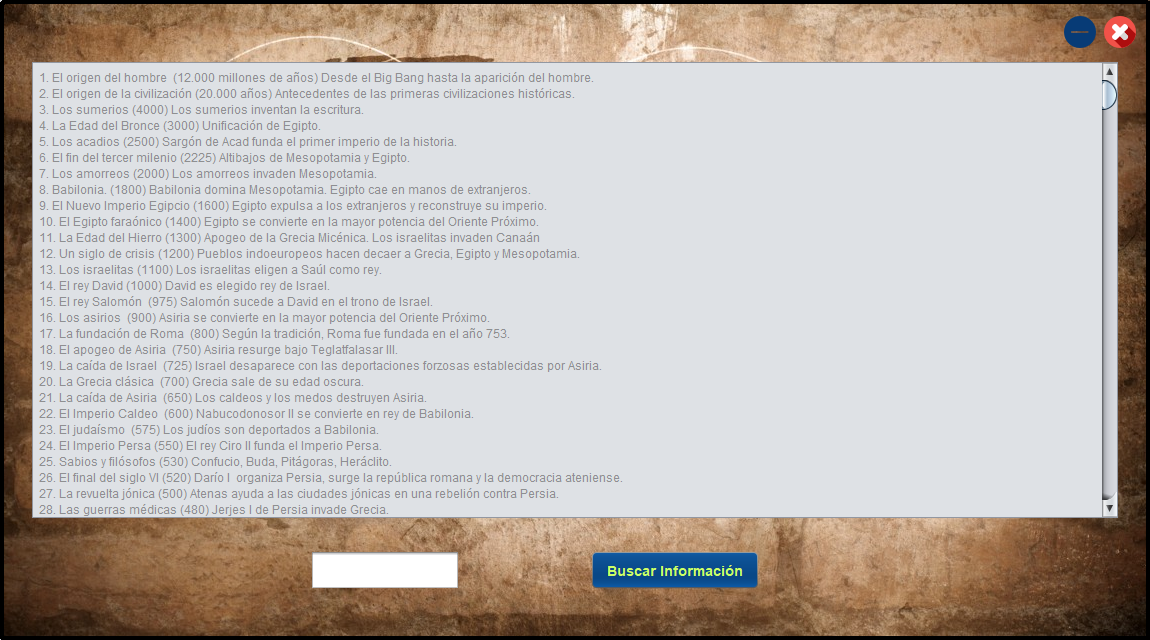 1. El origen del hombre  (12.000 millones de años) Desde el Big Bang hasta la aparición del hombre.
2. El origen de la civilización (20.000 años) Antecedentes de las primeras civilizaciones históricas.
3. Los sumerios (4000) Los sumerios inventan la escritura.
4. La Edad del Bronce (3000) Unificación de Egipto.
5. Los acadios (2500) Sargón de Acad funda el primer imperio de la historia.
6. El fin del tercer milenio (2225) Altibajos de Mesopotamia y Egipto.
7. Los amorreos (2000) Los amorreos invaden Mesopotamia.
8. Babilonia. (1800) Babilonia domina Mesopotamia. Egipto cae en manos de extranjeros.
9. El Nuevo Imperio Egipcio (1600) Egipto expulsa a los extranjeros y reconstruye su imperio.
10. El Egipto faraónico (1400) Egipto se convierte en la mayor potencia del Oriente Próximo.
11. La Edad del Hierro (1300) Apogeo de la Grecia Micénica. Los israelitas invaden Canaán
12. Un siglo de crisis (1200) Pueblos indoeuropeos hacen decaer a Grecia, Egipto y Mesopotamia.
13. Los israelitas (1100) Los israelitas eligen a Saúl como rey.
14. El rey David (1000) David es elegido rey de Israel.
15. El rey Salomón  (975) Salomón sucede a David en el trono de Israel.
16. Los asirios  (900) Asiria se convierte en la mayor potencia del Oriente Próximo.
17. La fundación de Roma  (800) Según la tradición, Roma fue fundada en el año 753.
18. El apogeo de Asiria  (750) Asiria resurge bajo Teglatfalasar III.
19. La caída de Israel  (725) Israel desaparece con las deportaciones forzosas establecidas por Asiria.
20. La Grecia clásica  (700) Grecia sale de su edad oscura.
21. La caída de Asiria  (650) Los caldeos y los medos destruyen Asiria.
22. El Imperio Caldeo  (600) Nabucodonosor II se convierte en rey de Babilonia.
23. El judaísmo  (575) Los judíos son deportados a Babilonia.
24. El Imperio Persa (550) El rey Ciro II funda el Imperio Persa.
25. Sabios y filósofos (530) Confucio, Buda, Pitágoras, Heráclito.
26. El final del siglo VI (520) Darío I  organiza Persia, surge la república romana y la democracia ateniense.
27. La revuelta jónica (500) Atenas ayuda a las ciudades jónicas en una rebelión contra Persia.
28. Las guerras médicas (480) Jerjes I de Persia invade Grecia.
Buscar Información